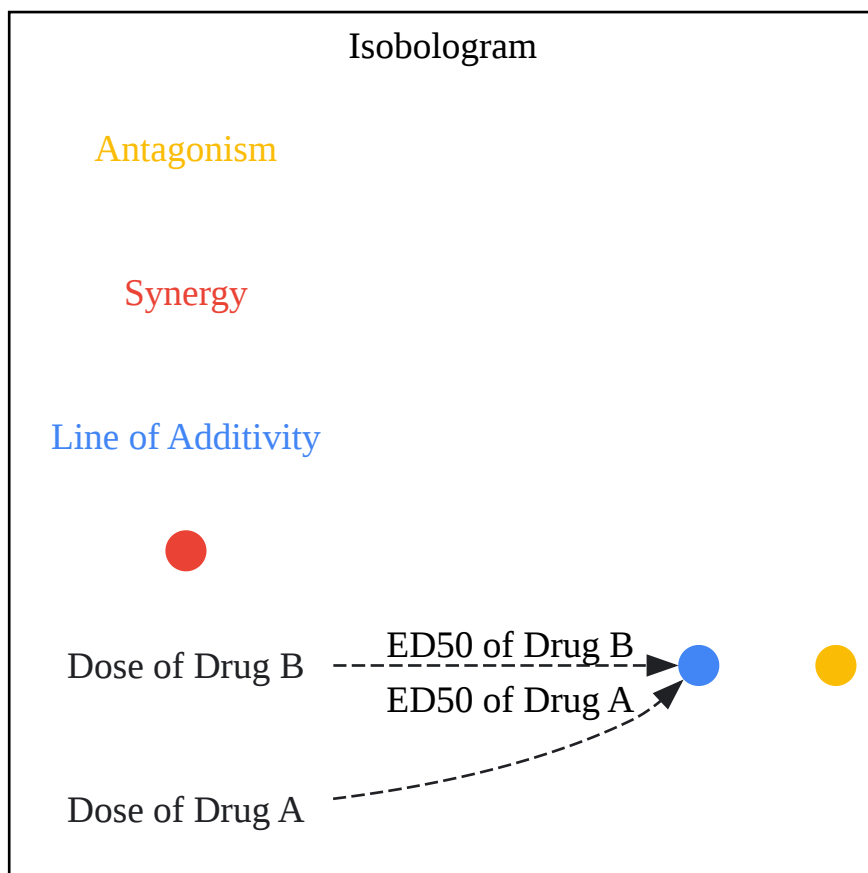 Isobologram
Antagonism
Synergy
Line of Additivity
Dose of Drug B
ED50 of Drug B
ED50 of Drug A
Dose of Drug A